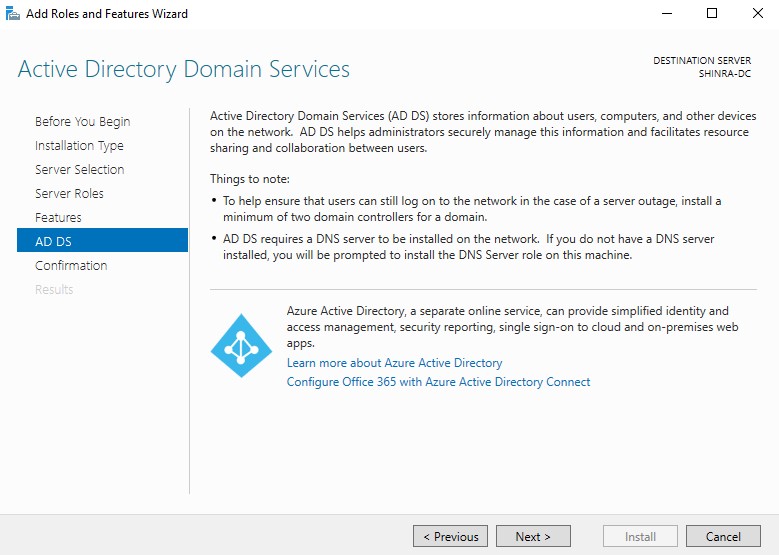 Add Roles and Features Wizard
Active Directory Domain Services
DESTINATION SERVER
SHINRA-DC
Before You Begin
Installation Type
Server Selection
Server Roles
Features
AD DS
Confirmation
Results
Active Directory Domain Services (AD DS) stores information about users, computers, and other devices
on the network.  AD DS helps administrators securely manage this information and facilitates resource
sharing and collaboration between users.
Things to note:
• To help ensure that users can still log on to the network in the case of a server outage, install a
minimum of two domain controllers for a domain.
• AD DS requires a DNS server to be installed on the network.  If you do not have a DNS server
installed, you will be prompted to install the DNS Server role on this machine.
Azure Active Directory, a separate online service, can provide simplified identity and
access management, security reporting, single sign-on to cloud and on-premises web
apps.
Learn more about Azure Active Directory
Configure Office 365 with Azure Active Directory Connect
< Previous
Next >
Install
Cancel